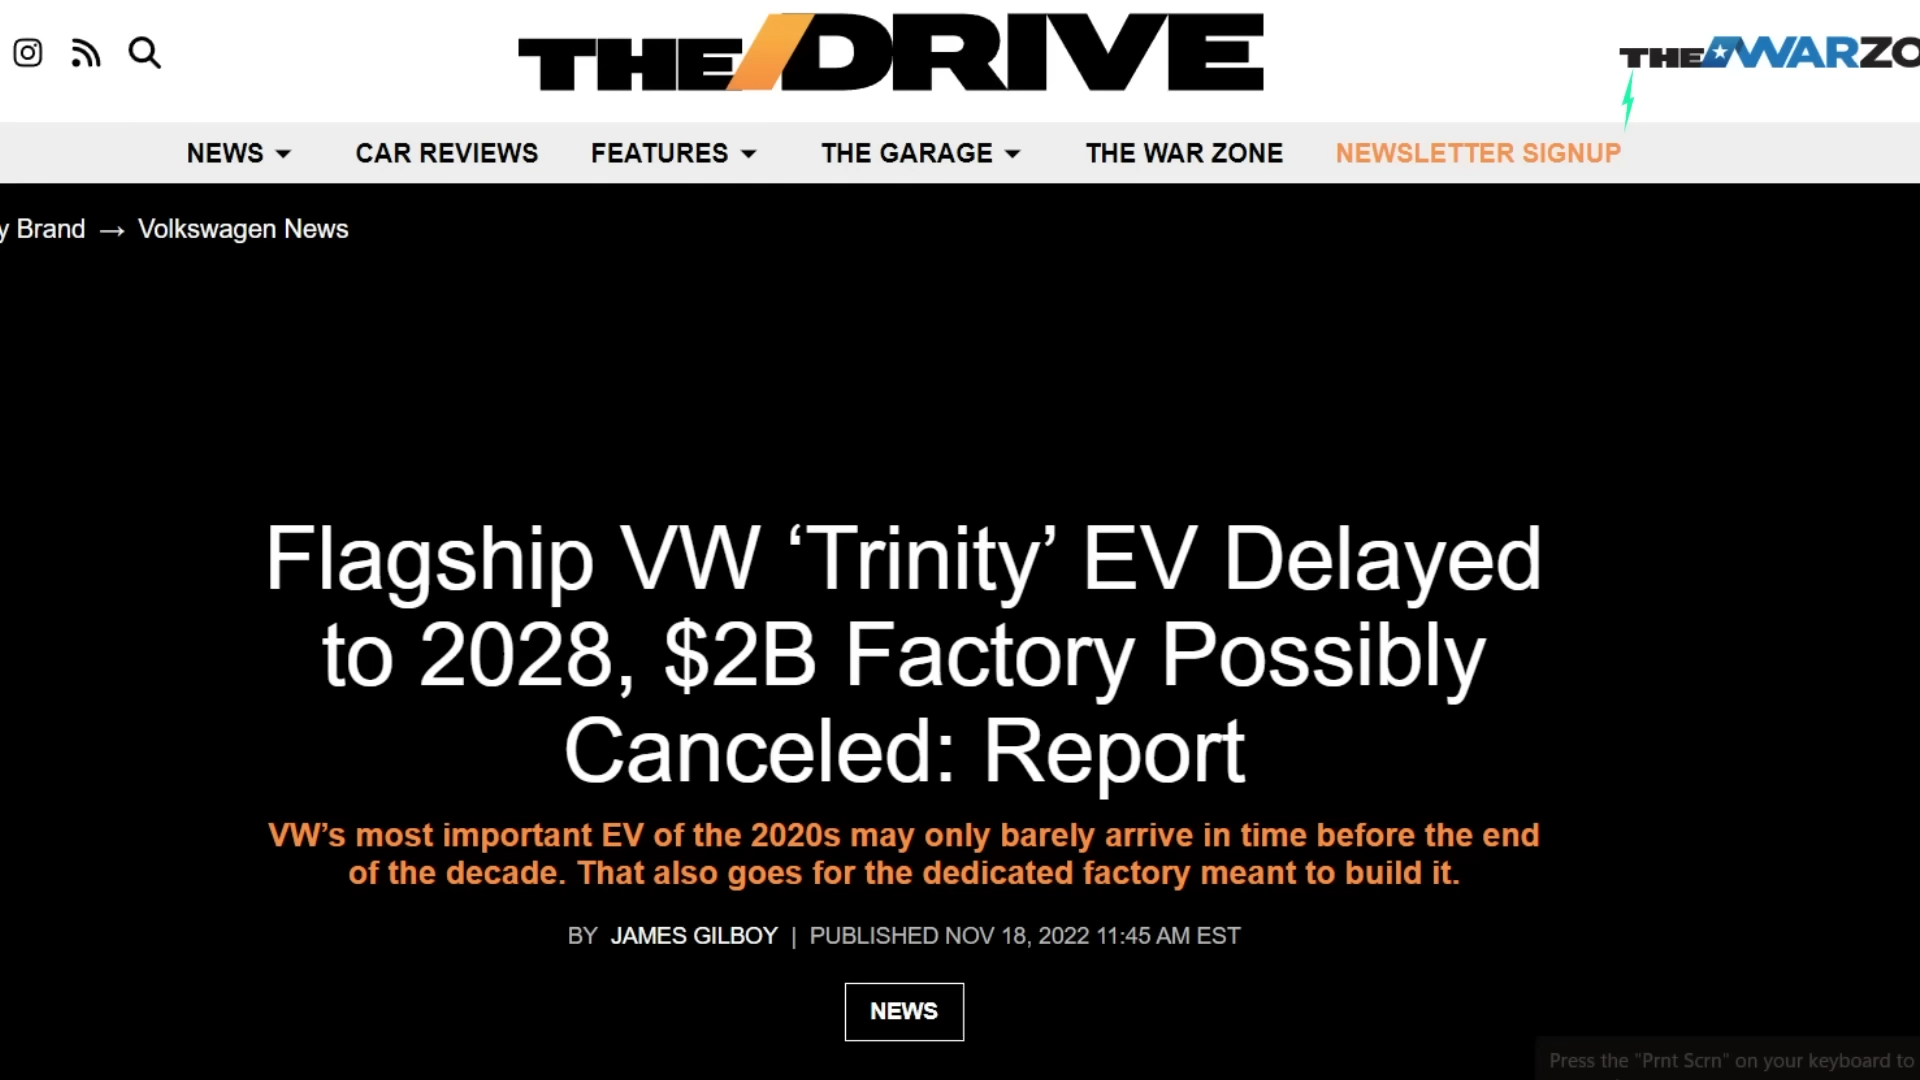 THE DRIVE
THE WARZO
NEWS
CAR REVIEWS
FEATURES
THE GARAGE
THE WAR ZONE
NEWSLETTER SIGNUP
y Brand → Volkswagen News
Flagship VW ‘Trinity’ EV Delayed
to 2028, $2B Factory Possibly
Canceled: Report
VW’s most important EV of the 2020s may only barely arrive in time before the end
of the decade. That also goes for the dedicated factory meant to build it.
BY JAMES GILBOY | PUBLISHED NOV 18, 2022 11:45 AM EST
NEWS
Press the "Prnt Scrn" on your keyboard to